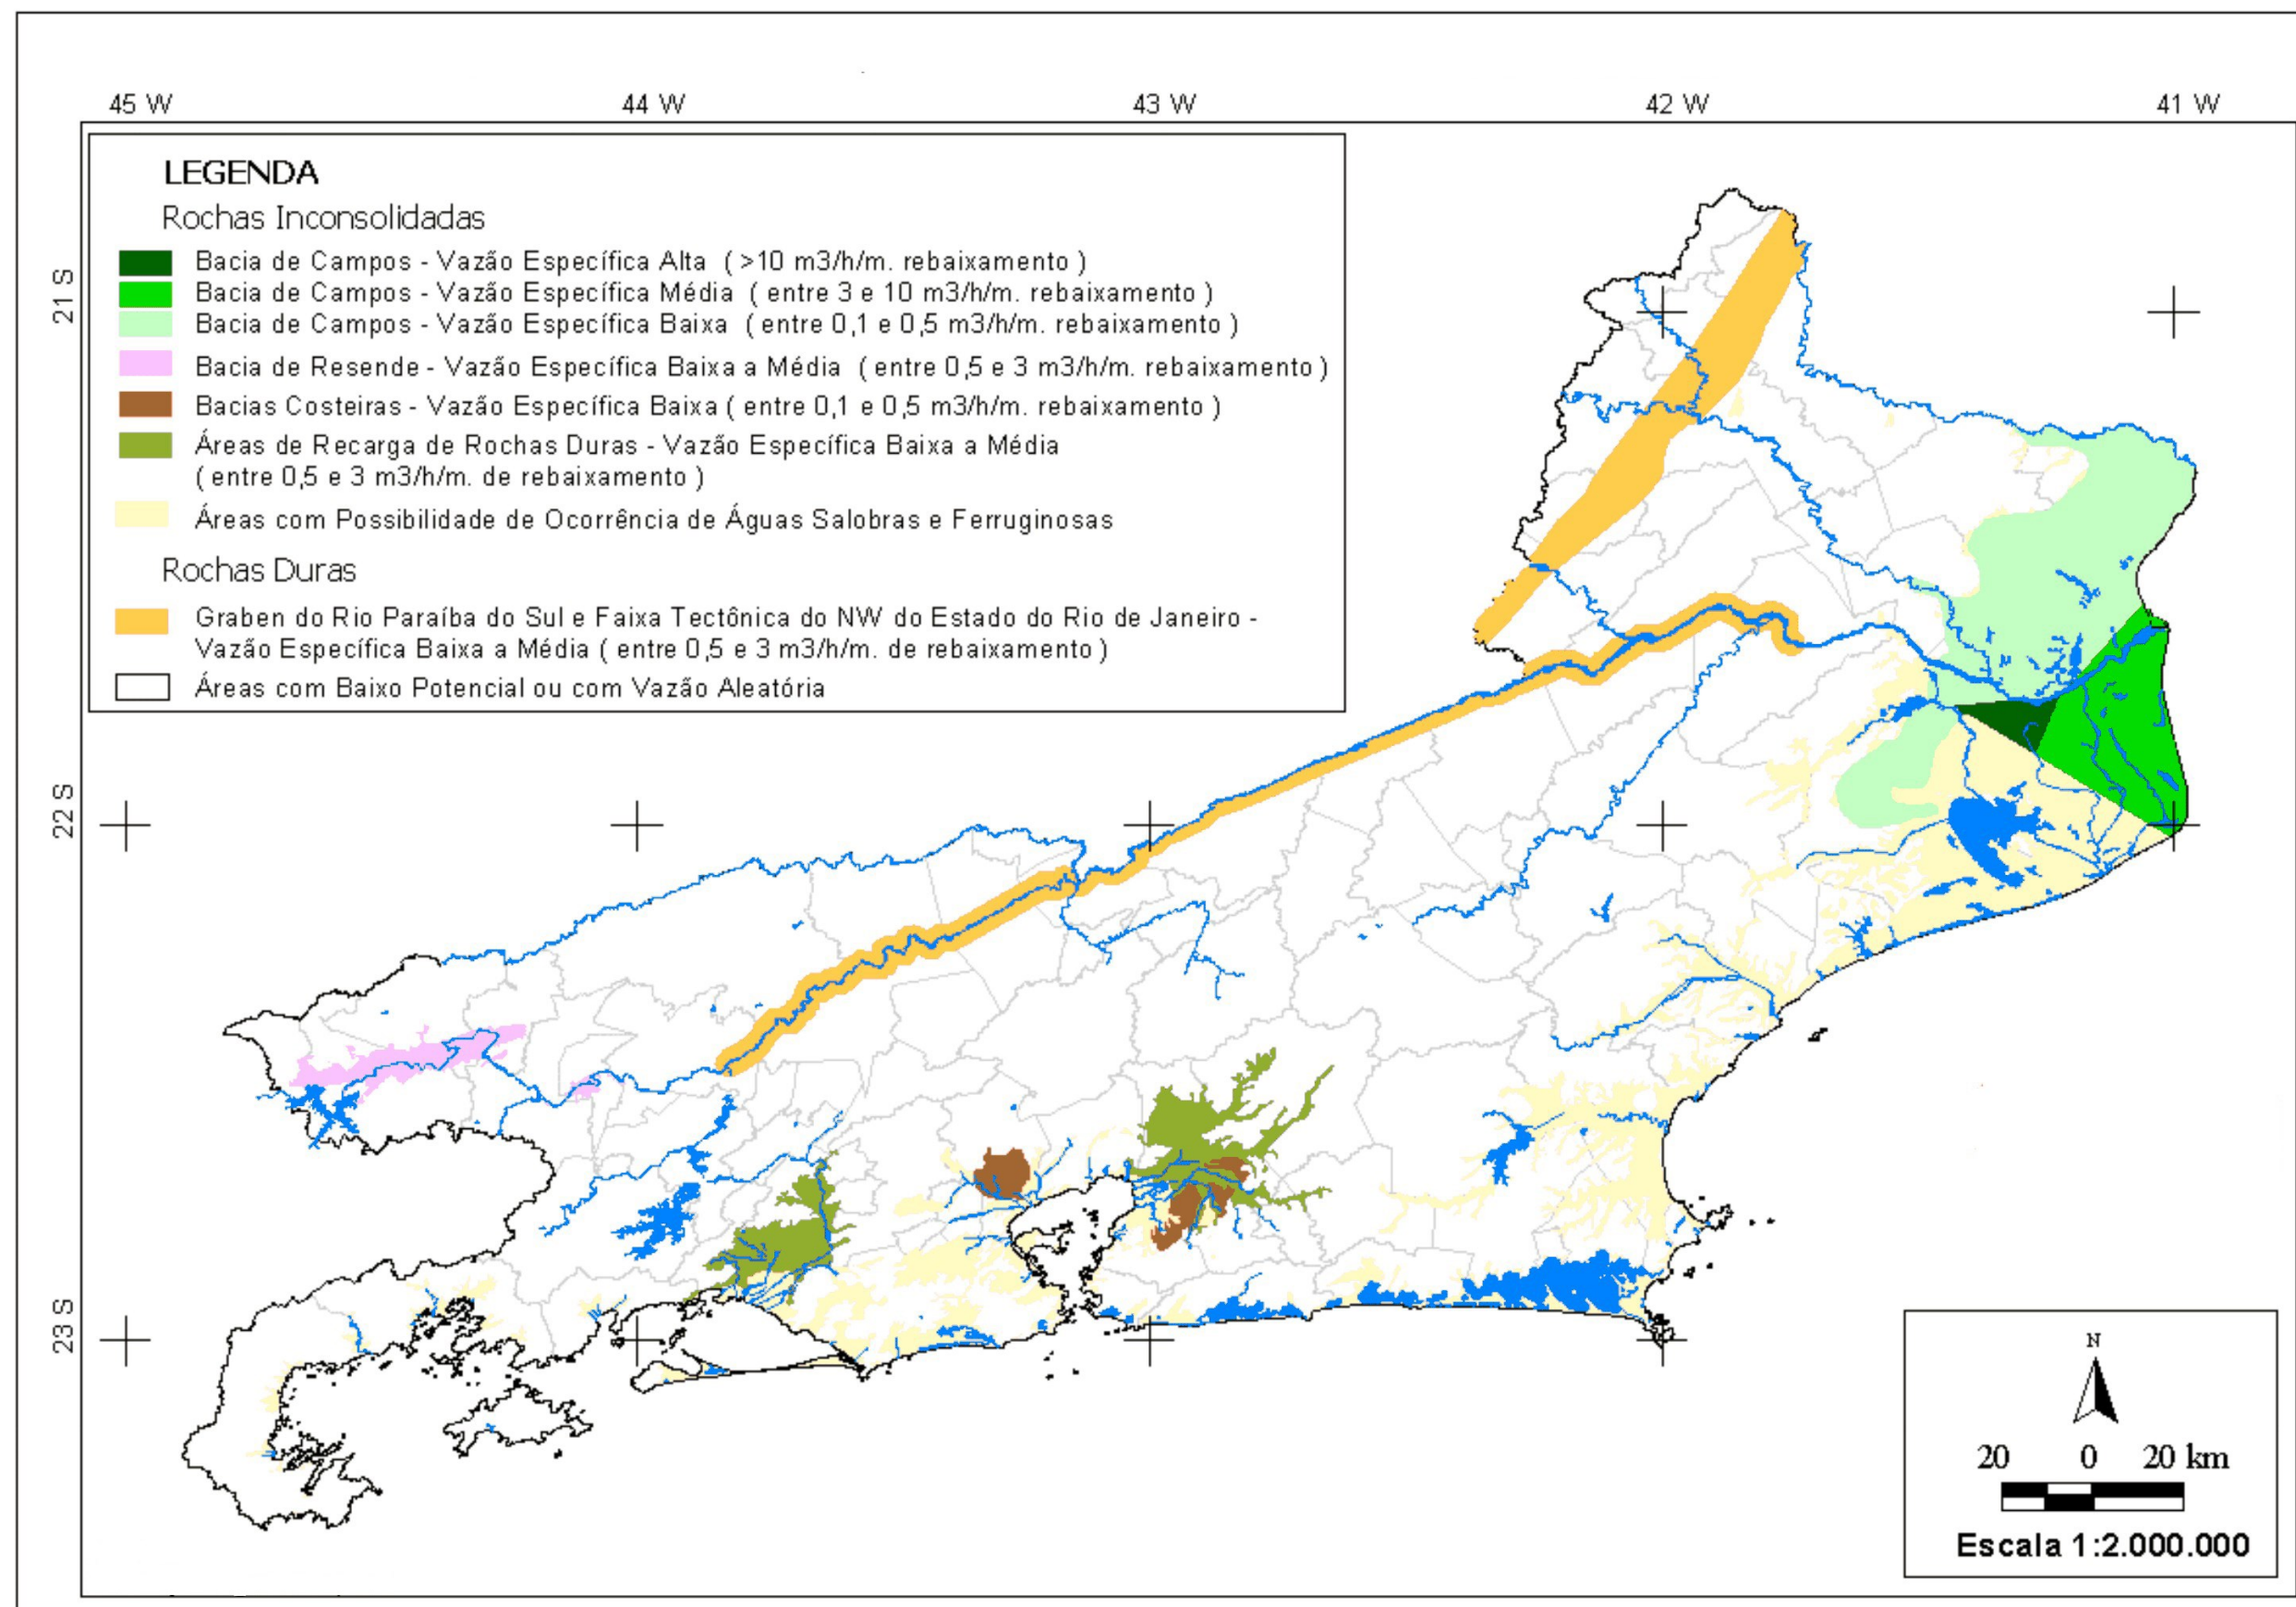 45 W
44 W
43 W
42 W
41 W
21 S
22 S
23 S
LEGENDA
Rochas Inconsolidadas
Bacia de Campos - Vazão Específica Alta ( >10 m3/h/m. rebaixamento )
Bacia de Campos - Vazão Específica Média ( entre 3 e 10 m3/h/m. rebaixamento )
Bacia de Campos - Vazão Específica Baixa ( entre 0,1 e 0,5 m3/h/m. rebaixamento )
Bacia de Resende - Vazão Específica Baixa a Média ( entre 0,5 e 3 m3/h/m. rebaixamento )
Bacias Costeiras - Vazão Específica Baixa ( entre 0,1 e 0,5 m3/h/m. rebaixamento )
Áreas de Recarga de Rochas Duras - Vazão Específica Baixa a Média
( entre 0,5 e 3 m3/h/m. de rebaixamento )
Áreas com Possibilidade de Ocorrência de Águas Salobras e Ferruginosas
Rochas Duras
Graben do Rio Paraíba do Sul e Faixa Tectônica do NW do Estado do Rio de Janeiro -
Vazão Específica Baixa a Média ( entre 0,5 e 3 m3/h/m. de rebaixamento )
Áreas com Baixo Potencial ou com Vazão Aleatória
N
20 0 20 km
Escala 1:2.000.000